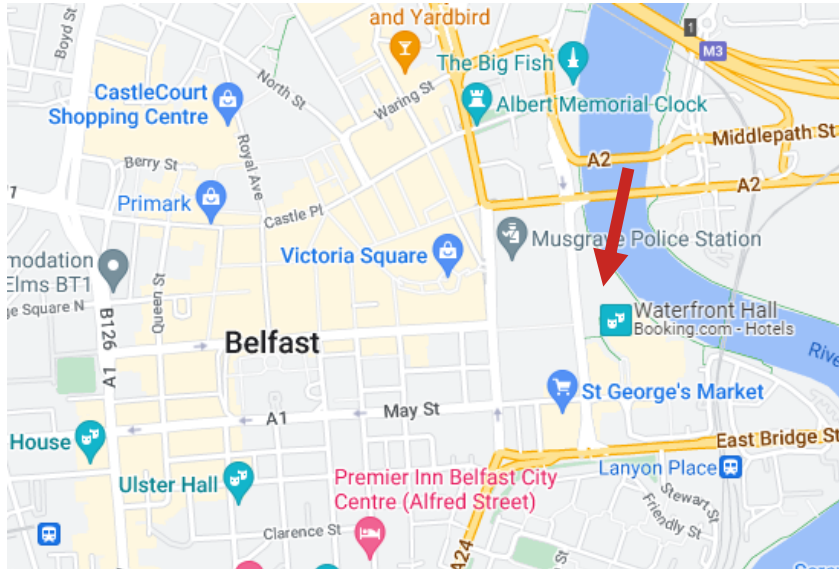 and Yardbird
Boyd St
1
M3
The Big Fish
CastleCourt
Shopping Centre
North St
Waring St
Albert Memorial Clock
Middlepath St
Berry St
Royal Ave
A2
A2
Primark
Castle Pl
Musgrave Police Station
Victoria Square
modation
Elms BT1
Queen St
ge Square N
B126
Waterfront Hall
Booking.com - Hotels
Belfast
A1
St George's Market
May St
A1
House
East Bridge St
Lanyon Place
Ulster Hall
Premier Inn Belfast City
Centre (Alfred Street)
Stewart St
Friendly St
Clarence St
A24
St